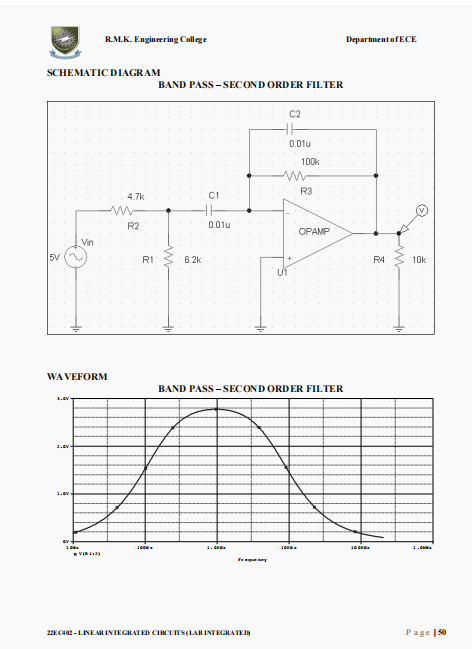 R.M.K. Engineering College Department of ECE
SCHEMATIC DIAGRAM
BAND PASS – SECOND ORDER FILTER
C2
0.01u
100k
R3
4.7k
R2
C1
0.01u
Vin
5V
R1
6.2k
-
+
OPAMP
U1
V
R4
10k
WAVEFORM
BAND PASS – SECOND ORDER FILTER
3.0V
2.0V
1.0V
0V
10Hz 100Hz 1.0KHz 10KHz 100KHz 1.0MHz
V(R4:2)
Frequency
22EC402 - LINEAR INTEGRATED CIRCUITS (LAB INTEGRATED) Page | 50